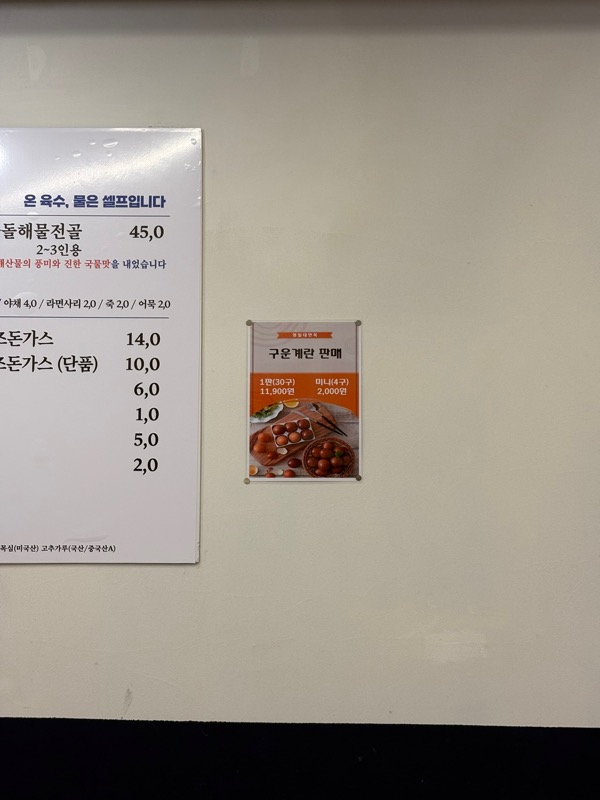 온 육수, 물은 셀프입니다
돌해물전골 45,0
2~3인용
해산물의 풍미와 진한 국물맛을 내었습니다
/ 야채 4,0 / 라면사리 2,0 / 죽 2,0 / 어묵 2,0
돈가스 14,0
돈가스 (단품) 10,0
6,0
1,0
5,0
2,0
목심(미국산) 고추가루(국산/중국산A)
구운계란 판매
1판(30구) 미니(4구)
11,900원 2,000원